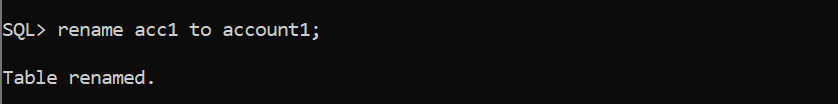 SQL> rename acc1 to account1;
Table renamed.